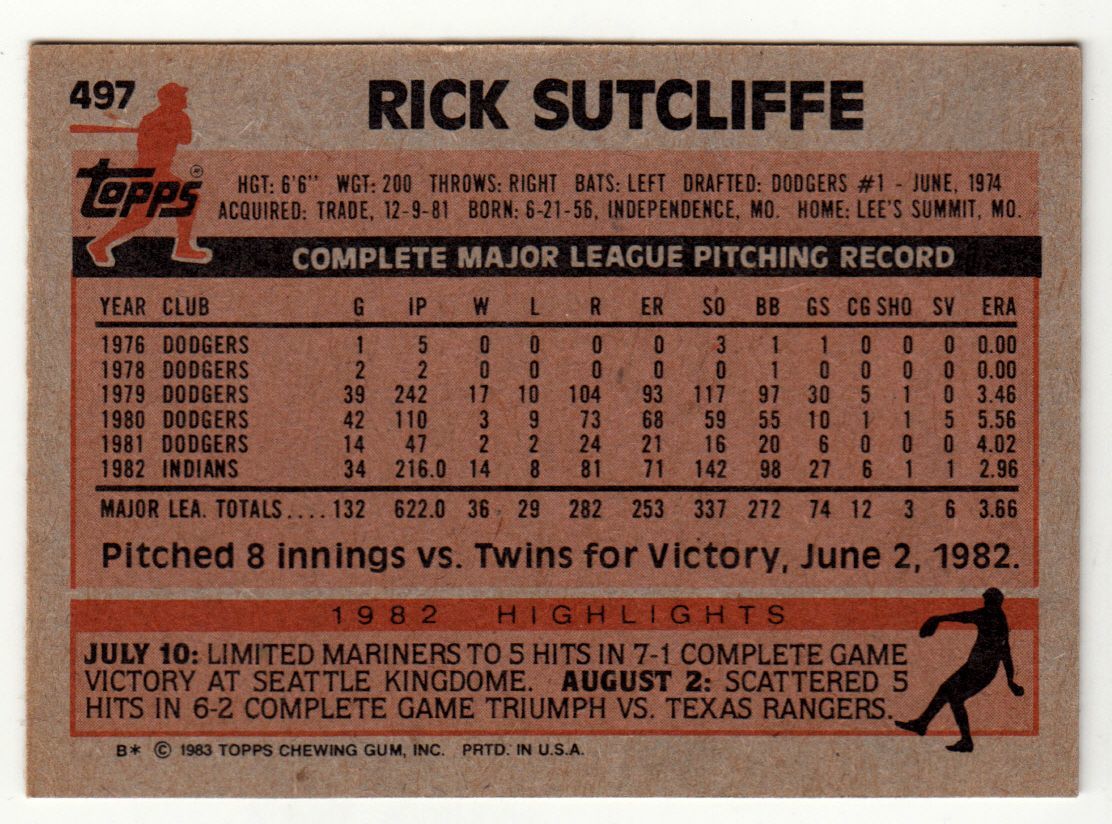 497
RICK SUTCLIFFE
Topps ®
HGT: 6'6" WGT: 200 THROWS: RIGHT BATS: LEFT DRAFTED: DODGERS #1 - JUNE, 1974
ACQUIRED: TRADE, 12-9-81 BORN: 6-21-56, INDEPENDENCE, MO. HOME: LEE'S SUMMIT, MO.
COMPLETE MAJOR LEAGUE PITCHING RECORD
YEAR CLUB G IP W L R ER SO BB GS CG SHO SV ERA
1976 DODGERS 1 5 0 0 0 0 3 1 1 0 0 0 0.00
1978 DODGERS 2 2 0 0 0 0 0 1 0 0 0 0 0.00
1979 DODGERS 39 242 17 10 104 93 117 97 30 5 1 0 3.46
1980 DODGERS 42 110 3 9 73 68 59 55 10 1 1 5 5.56
1981 DODGERS 14 47 2 2 24 21 16 20 6 0 0 0 4.02
1982 INDIANS 34 216.0 14 8 81 71 142 98 27 6 1 1 2.96
MAJOR LEA. TOTALS.... 132 622.0 36 29 282 253 337 272 74 12 3 6 3.66
Pitched 8 innings vs. Twins for Victory, June 2, 1982.
1982 HIGHLIGHTS
JULY 10: LIMITED MARINERS TO 5 HITS IN 7-1 COMPLETE GAME
VICTORY AT SEATTLE KINGDOME. AUGUST 2: SCATTERED 5
HITS IN 6-2 COMPLETE GAME TRIUMPH VS. TEXAS RANGERS.
B* © 1983 TOPPS CHEWING GUM, INC. PRTD. IN U.S.A.